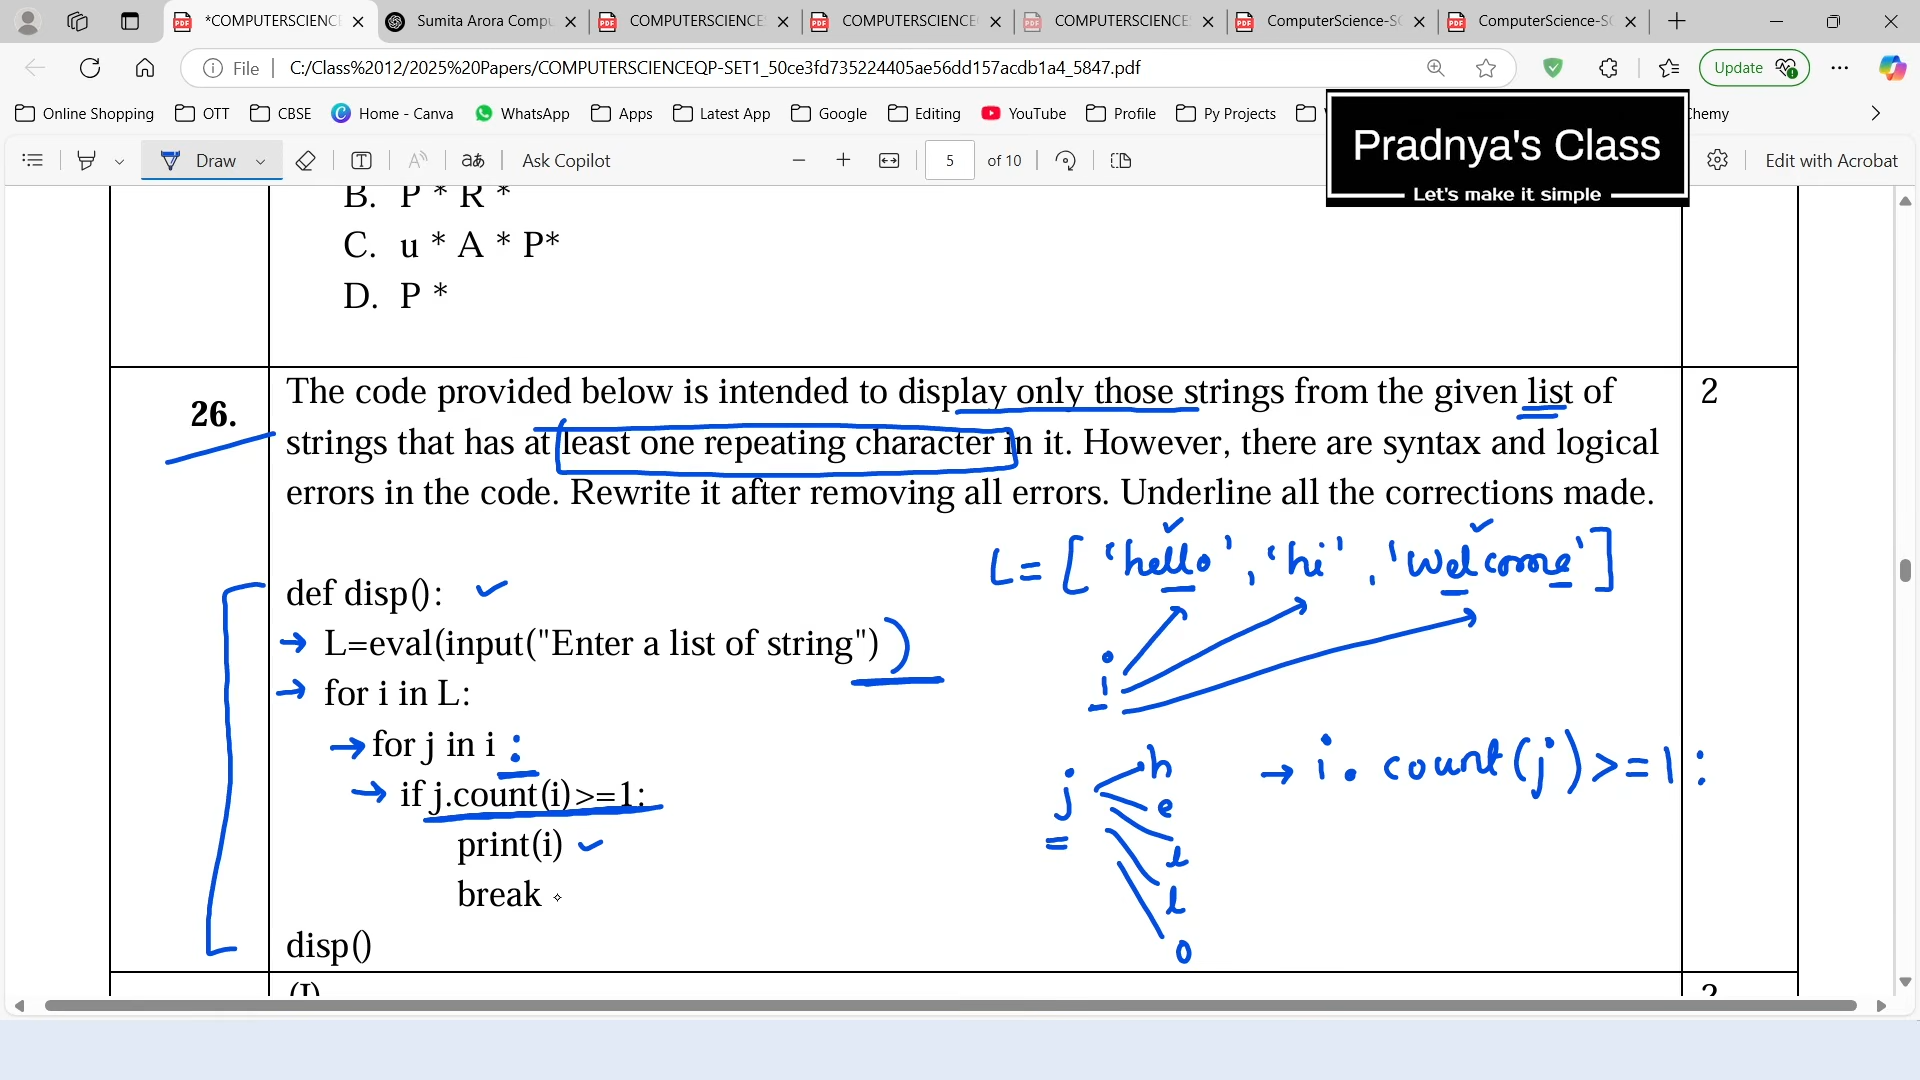 *COMPUTERSCIENCE
Sumita Arora Compu
COMPUTERSCIENCE
COMPUTERSCIENCE
COMPUTERSCIENCE
ComputerScience-S
ComputerScience-S
File
C:/Class%2012/2025%20Papers/COMPUTERSCIENCEQP-SET1_50ce3fd735224405ae56dd157acdb1a4_5847.pdf
Update
Online Shopping
OTT
CBSE
Home - Canva
WhatsApp
Apps
Latest App
Google
Editing
YouTube
Profile
Py Projects
Chemy
Pradnya's Class
Let's make it simple
Draw
Ask Copilot
5 of 10
Edit with Acrobat
B. P * R *
C. u * A * P*
D. P *
26.
The code provided below is intended to display only those strings from the given list of
2
strings that has at least one repeating character in it. However, there are syntax and logical
errors in the code. Rewrite it after removing all errors. Underline all the corrections made.
L = [ 'hello' , 'hi' , 'welcome' ]
def disp():
L=eval(input("Enter a list of string") )
for i in L:
i
for j in i :
j
h
e
l
l
o
→ i . count(j) >= 1 :
if j.count(i)>=1:
print(i)
break
disp()
(I)